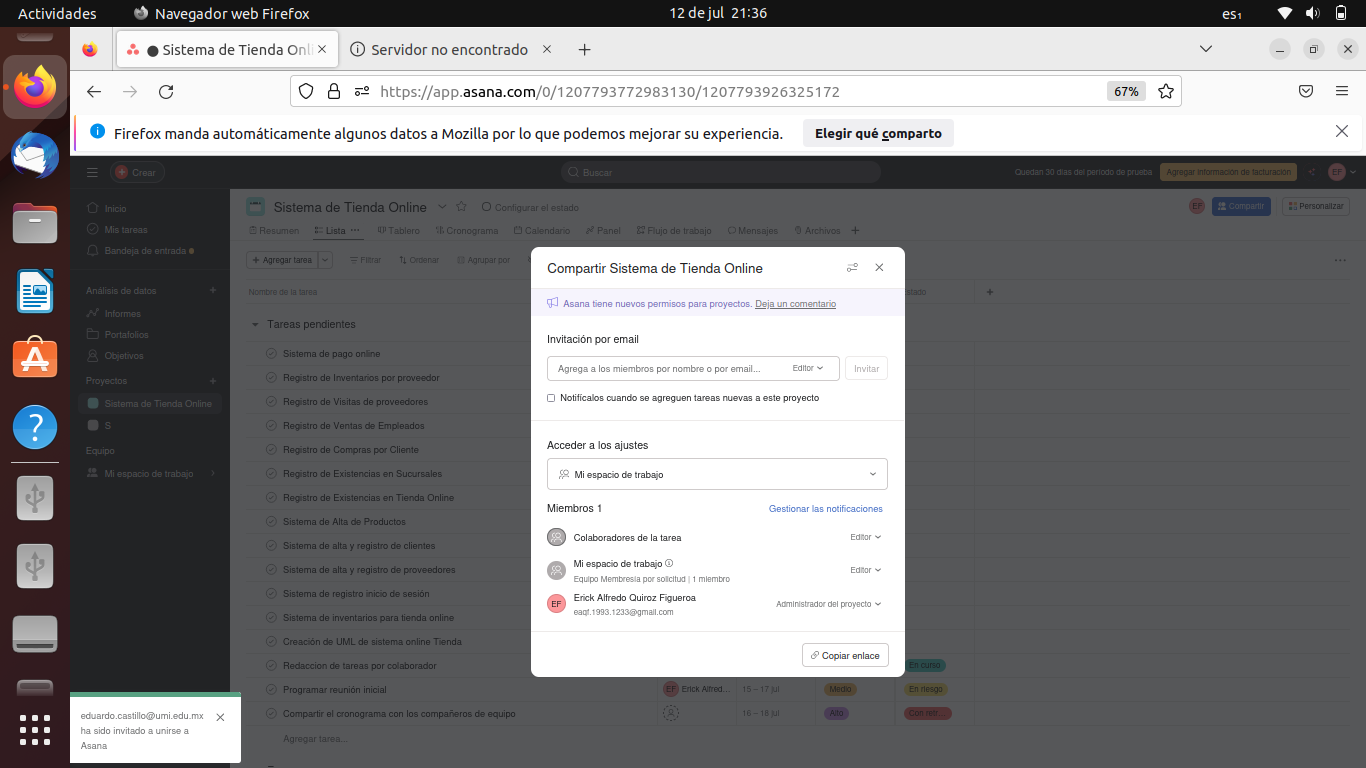 Actividades
Navegador web Firefox
12 de jul 21:36
es₁
Sistema de Tienda Onli
Servidor no encontrado
https://app.asana.com/0/1207793772983130/1207793926325172
67%
Firefox manda automáticamente algunos datos a Mozilla por lo que podemos mejorar su experiencia.
Elegir qué comparto
Crear
Buscar
Quedan 30 días del período de prueba
Agregar información de facturación
EF
Inicio
Mis tareas
Bandeja de entrada
Análisis de datos
Informes
Portafolios
Objetivos
Proyectos
Sistema de Tienda Online
S
Equipo
Mi espacio de trabajo
Sistema de Tienda Online
Configurar el estado
EF
Compartir
Personalizar
Resumen
Lista
Tablero
Cronograma
Calendario
Panel
Flujo de trabajo
Mensajes
Archivos
Agregar tarea
Filtrar
Ordenar
Agrupar por
Nombre de la tarea
stado
Tareas pendientes
Sistema de pago online
Registro de Inventarios por proveedor
Registro de Visitas de proveedores
Registro de Ventas de Empleados
Registro de Compras por Cliente
Registro de Existencias en Sucursales
Registro de Existencias en Tienda Online
Sistema de Alta de Productos
Sistema de alta y registro de clientes
Sistema de alta y registro de proveedores
Sistema de registro inicio de sesión
Sistema de inventarios para tienda online
Creación de UML de sistema online Tienda
Redaccion de tareas por colaborador
En curso
Programar reunión inicial
EF
Erick Alfred...
15 – 17 jul
Medio
En riesgo
Compartir el cronograma con los compañeros de equipo
16 – 18 jul
Alto
Con retr...
Agregar tarea...
Compartir Sistema de Tienda Online
Asana tiene nuevos permisos para proyectos. Deja un comentario
Invitación por email
Agrega a los miembros por nombre o por email...
Editor
Invitar
Notifícalos cuando se agreguen tareas nuevas a este proyecto
Acceder a los ajustes
Mi espacio de trabajo
Miembros 1
Gestionar las notificaciones
Colaboradores de la tarea
Editor
Mi espacio de trabajo
Equipo Membresía por solicitud | 1 miembro
Editor
EF
Erick Alfredo Quiroz Figueroa
eaqf.1993.1233@gmail.com
Administrador del proyecto
Copiar enlace
eduardo.castillo@umi.edu.mx
ha sido invitado a unirse a
Asana